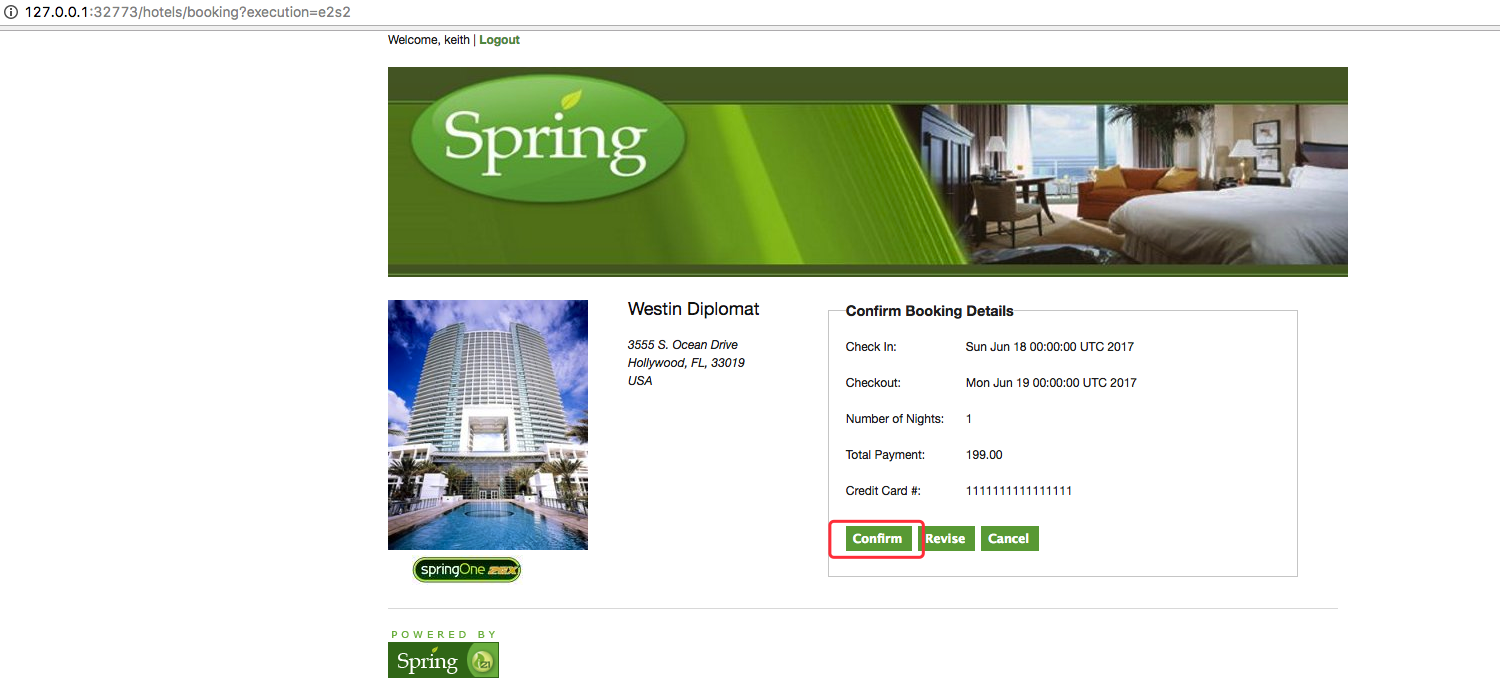 127.0.0.1:32773/hotels/booking?execution=e2s2
Welcome, keith | Logout
Spring
Westin Diplomat
3555 S. Ocean Drive
Hollywood, FL, 33019
USA
Confirm Booking Details
Check In: Sun Jun 18 00:00:00 UTC 2017
Checkout: Mon Jun 19 00:00:00 UTC 2017
Number of Nights: 1
Total Payment: 199.00
Credit Card #: 1111111111111111
Confirm Revise Cancel
springOne 2GX
POWERED BY
Spring